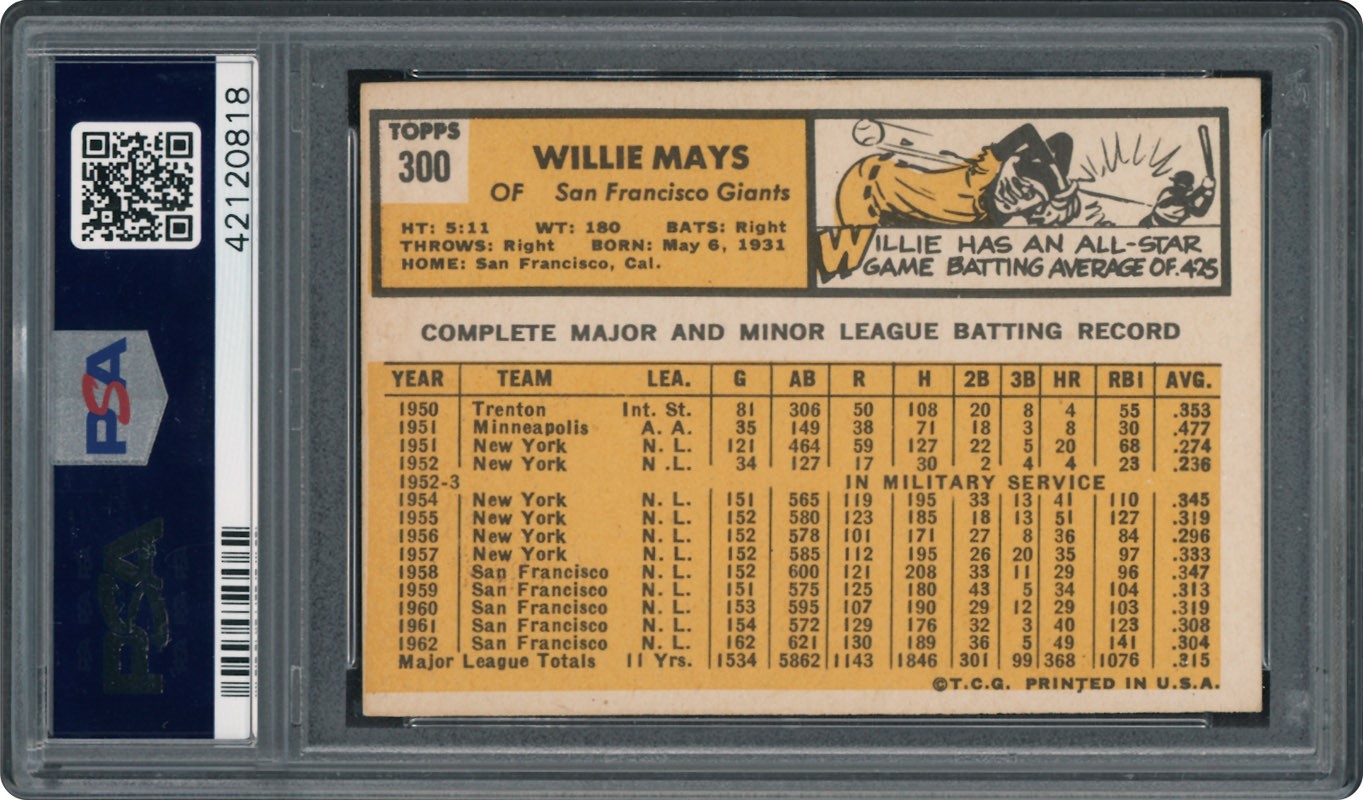 42120818
PSA
PSA
TOPPS
300
WILLIE MAYS
OF San Francisco Giants
HT: 5:11 WT: 180 BATS: Right
THROWS: Right BORN: May 6, 1931
HOME: San Francisco, Cal.
WILLIE HAS AN ALL-STAR
GAME BATTING AVERAGE OF .425
COMPLETE MAJOR AND MINOR LEAGUE BATTING RECORD
YEAR TEAM LEA. G AB R H 2B 3B HR RBI AVG.
1950 Trenton Int. St. 81 306 50 108 20 8 4 55 .353
1951 Minneapolis A. A. 35 149 38 71 18 3 8 30 .477
1951 New York N. L. 121 464 59 127 22 5 20 68 .274
1952 New York N .L. 34 127 17 30 2 4 4 23 .236
1952-3 IN MILITARY SERVICE
1954 New York N. L. 151 565 119 195 33 13 41 110 .345
1955 New York N. L. 152 580 123 185 18 13 51 127 .319
1956 New York N. L. 152 578 101 171 27 8 36 84 .296
1957 New York N. L. 152 585 112 195 26 20 35 97 .333
1958 San Francisco N. L. 152 600 121 208 33 11 29 96 .347
1959 San Francisco N. L. 151 575 125 180 43 5 34 104 .313
1960 San Francisco N. L. 153 595 107 190 29 12 29 103 .319
1961 San Francisco N. L. 154 572 129 176 32 3 40 123 .308
1962 San Francisco N. L. 162 621 130 189 36 5 49 141 .304
Major League Totals 11 Yrs. 1534 5862 1143 1846 301 99 368 1076 .315
©T.C.G. PRINTED IN U.S.A.